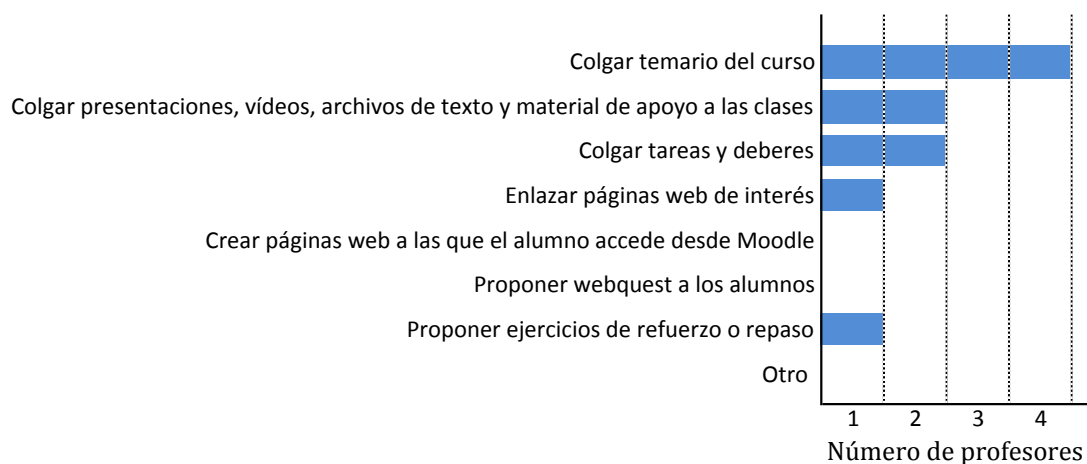 Colgar temario del curso
Colgar presentaciones, vídeos, archivos de texto y material de apoyo a las clases
Colgar tareas y deberes
Enlazar páginas web de interés
Crear páginas web a las que el alumno accede desde Moodle
Proponer webquest a los alumnos
Proponer ejercicios de refuerzo o repaso
Otro
1 2 3 4
Número de profesores